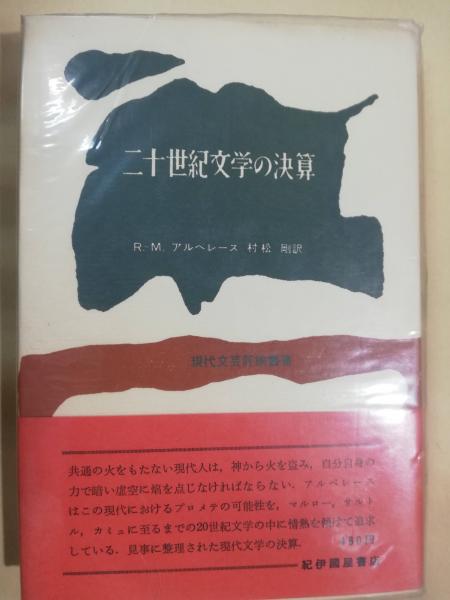 二十世紀文学の決算
R.-M. アルベレース 村松 剛訳
現代文芸評論叢書
共通の火をもたない現代人は，神から火を盗み，自分自身の
力で暗い虚空に焔を点じなければならない．アルベレース
はこの現代におけるプロメテの可能性を，マルロー，サルト
ル，カミュに至るまでの20世紀文学の中に情熱を傾けて追求
している．見事に整理された現代文学の決算．
480円
紀伊國屋書店